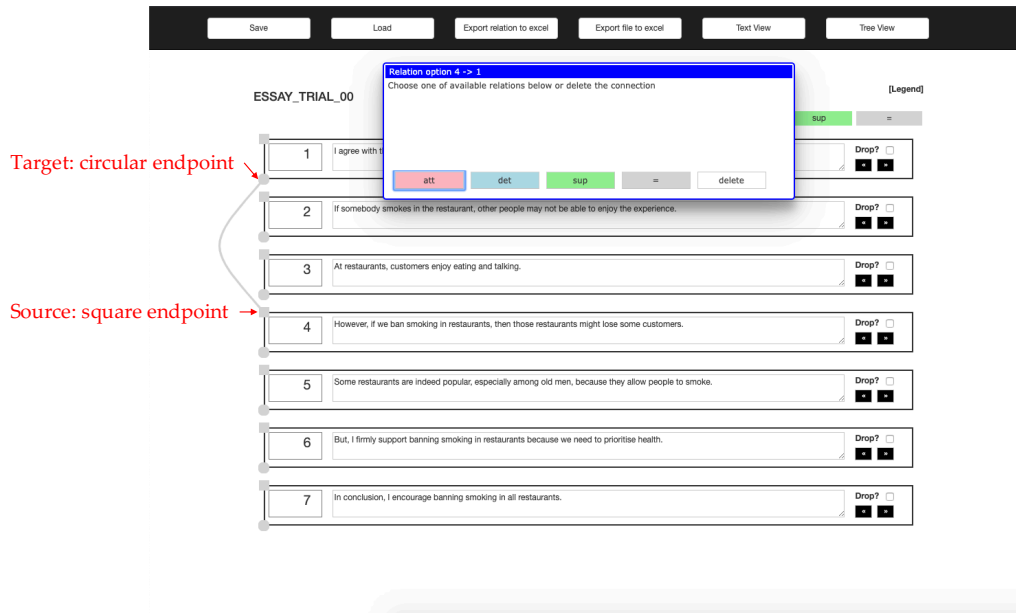 Save Load Export relation to excel Export file to excel Text View Tree View
Relation option 4 -> 1
Choose one of available relations below or delete the connection
ESSAY_TRIAL_00
[Legend]
sup =
Target: circular endpoint
1 I agree with t Drop?
« »
att det sup = delete
2 If somebody smokes in the restaurant, other people may not be able to enjoy the experience. Drop?
« »
3 At restaurants, customers enjoy eating and talking. Drop?
« »
Source: square endpoint
4 However, if we ban smoking in restaurants, then those restaurants might lose some customers. Drop?
« »
5 Some restaurants are indeed popular, especially among old men, because they allow people to smoke. Drop?
« »
6 But, I firmly support banning smoking in restaurants because we need to prioritise health. Drop?
« »
7 In conclusion, I encourage banning smoking in all restaurants. Drop?
« »